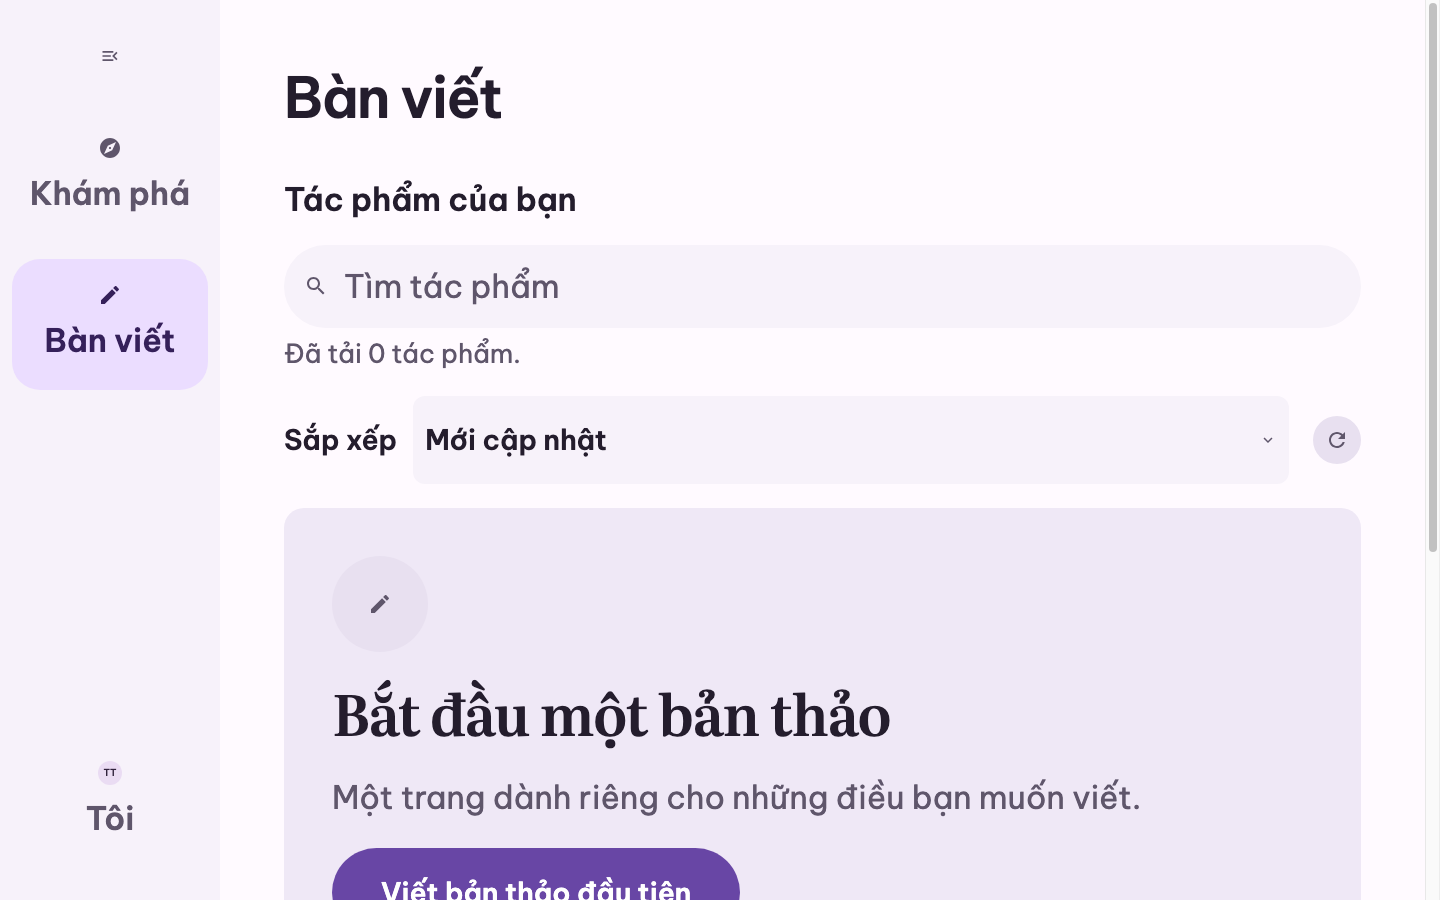 Khám phá
Bàn viết
TT
Tôi
Bàn viết
Tác phẩm của bạn
Tìm tác phẩm
Đã tải 0 tác phẩm.
Sắp xếp
Mới cập nhật
Bắt đầu một bản thảo
Một trang dành riêng cho những điều bạn muốn viết.
Viết bản thảo đầu tiên